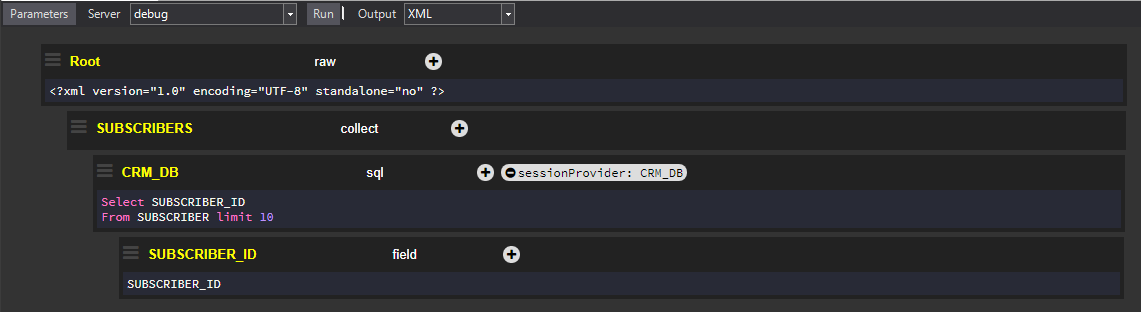 Parameters Server debug Run Output XML
Root raw
<?xml version="1.0" encoding="UTF-8" standalone="no" ?>
SUBSCRIBERS collect
CRM_DB sql sessionProvider: CRM_DB
Select SUBSCRIBER_ID
From SUBSCRIBER limit 10
SUBSCRIBER_ID field
SUBSCRIBER_ID